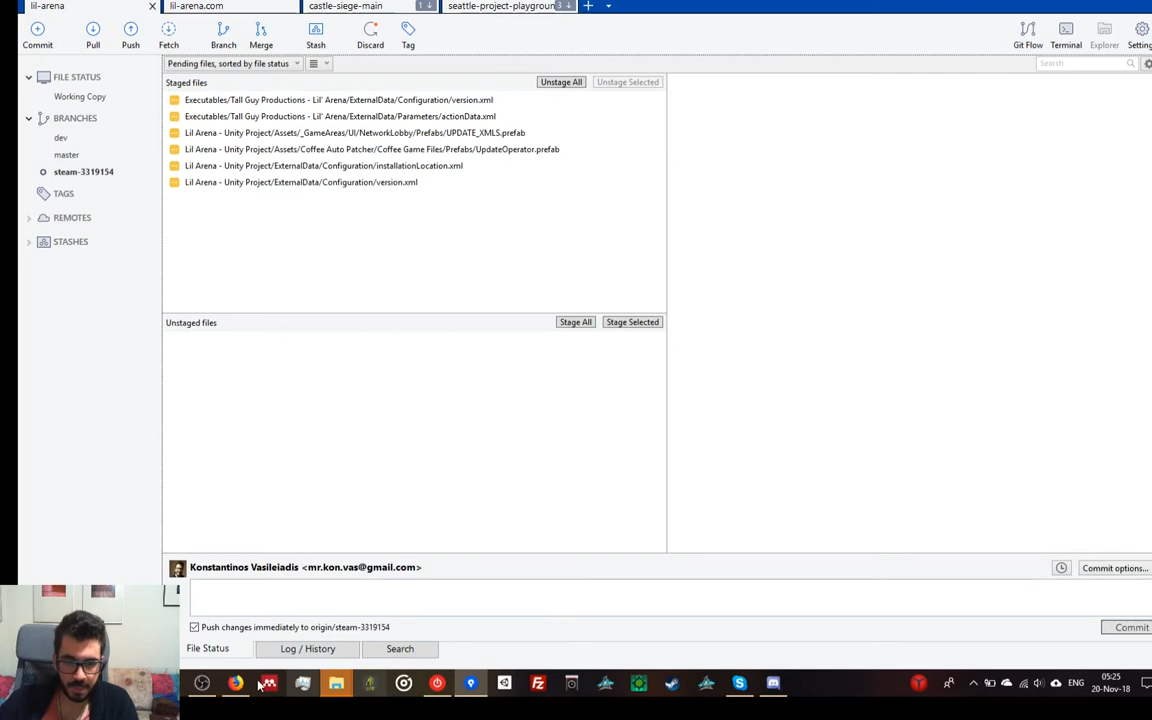 lil-arena
lil-arena.com
castle-siege-main 1
seattle-project-playgroun 3
Commit Pull Push Fetch Branch Merge Stash Discard Tag Git Flow Terminal Explorer Setting
Pending files, sorted by file status
Search
FILE STATUS
Working Copy
BRANCHES
dev
master
steam-3319154
TAGS
REMOTES
STASHES
Staged files Unstage All Unstage Selected
Executables/Tall Guy Productions - Lil' Arena/ExternalData/Configuration/version.xml
Executables/Tall Guy Productions - Lil' Arena/ExternalData/Parameters/actionData.xml
Lil Arena - Unity Project/Assets/_GameAreas/UI/NetworkLobby/Prefabs/UPDATE_XMLS.prefab
Lil Arena - Unity Project/Assets/Coffee Auto Patcher/Coffee Game Files/Prefabs/UpdateOperator.prefab
Lil Arena - Unity Project/ExternalData/Configuration/installationLocation.xml
Lil Arena - Unity Project/ExternalData/Configuration/version.xml
Unstaged files Stage All Stage Selected
Konstantinos Vasileiadis <mr.kon.vas@gmail.com>
Commit options...
Push changes immediately to origin/steam-3319154
Commit
File Status Log / History Search
ENG
05:25
20-Nov-18